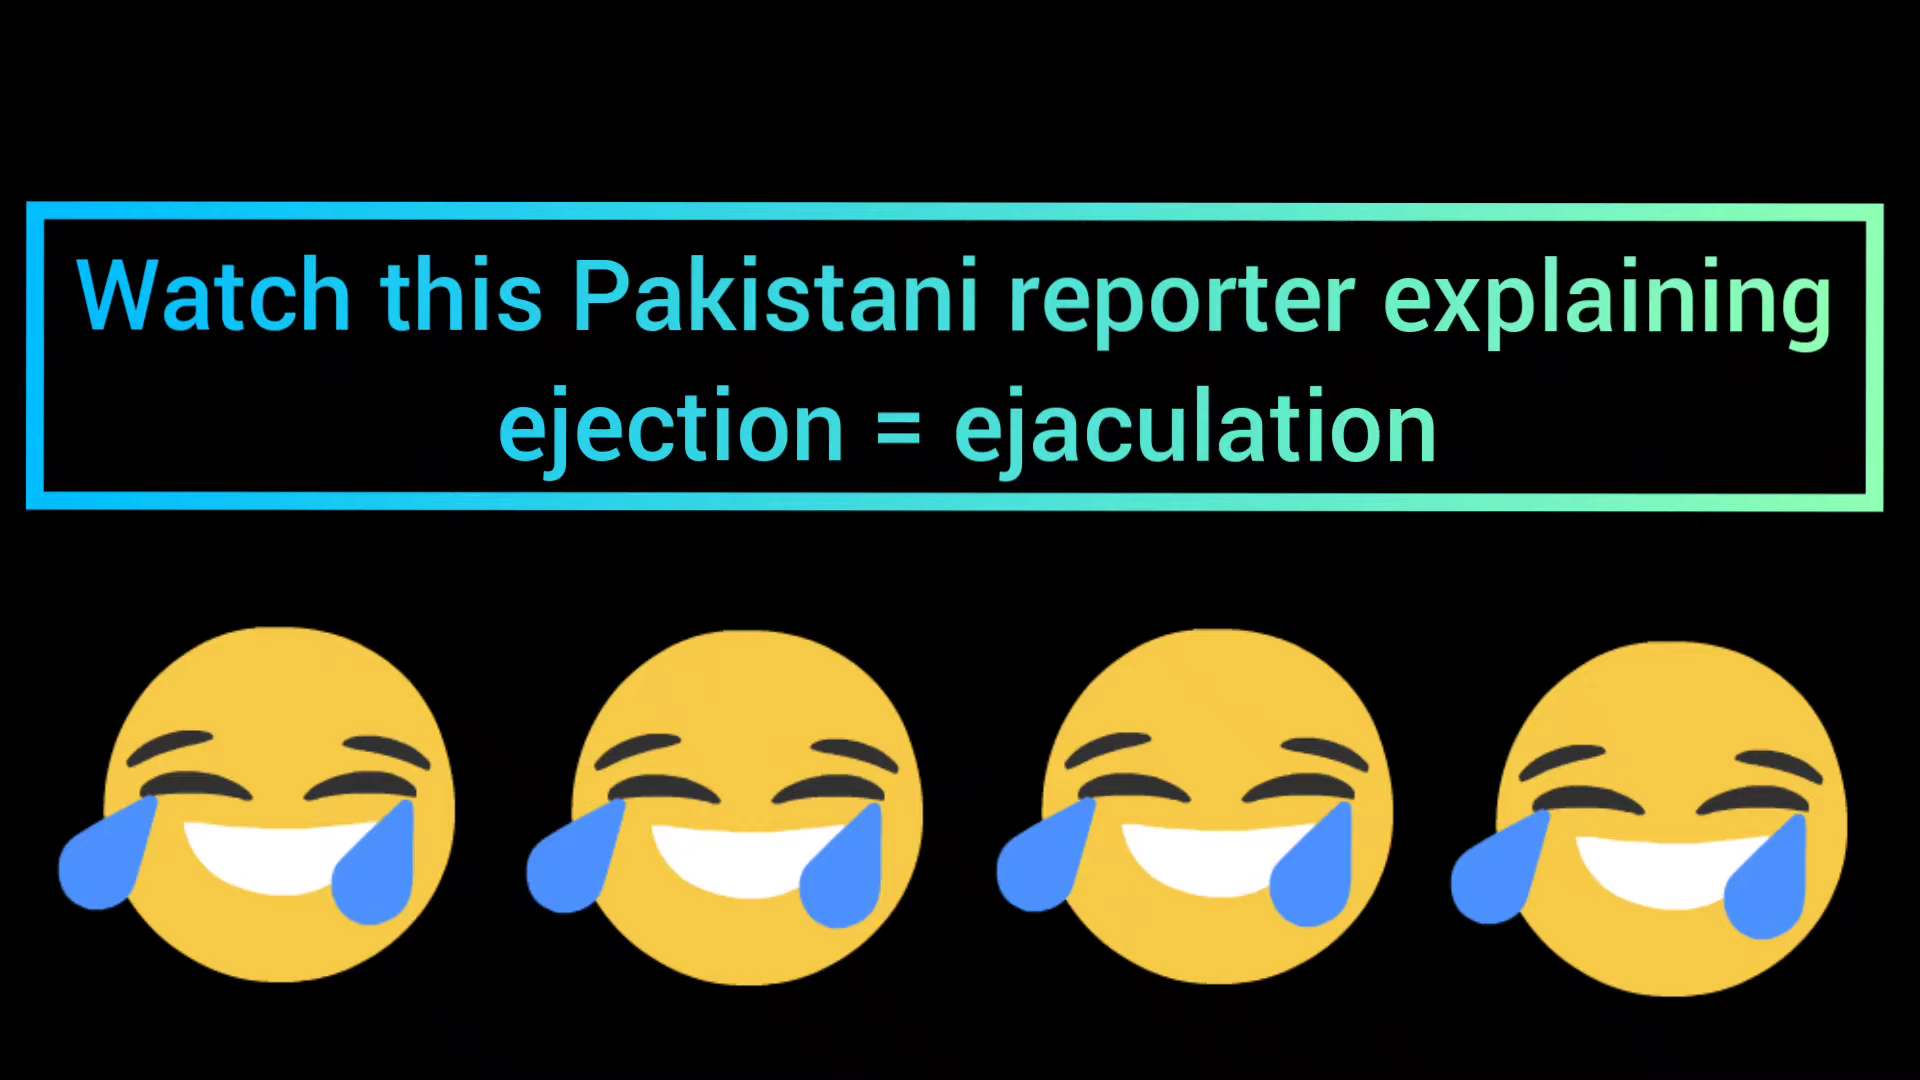 Watch this Pakistani reporter explaining
ejection = ejaculation